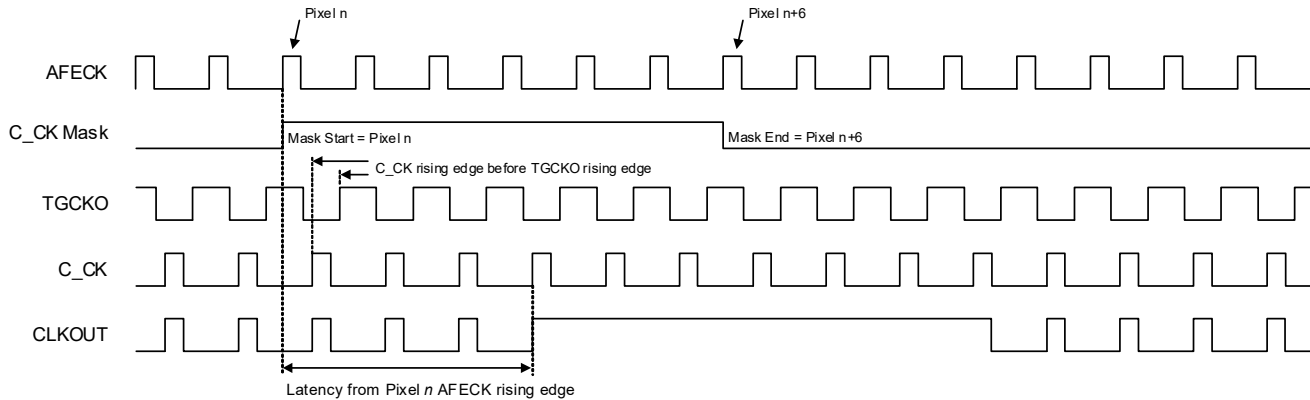 Pixel n
Pixel n+6
AFECK
C_CK Mask
Mask Start = Pixel n
Mask End = Pixel n+6
C_CK rising edge before TGCKO rising edge
TGCKO
C_CK
CLKOUT
Latency from Pixel n AFECK rising edge